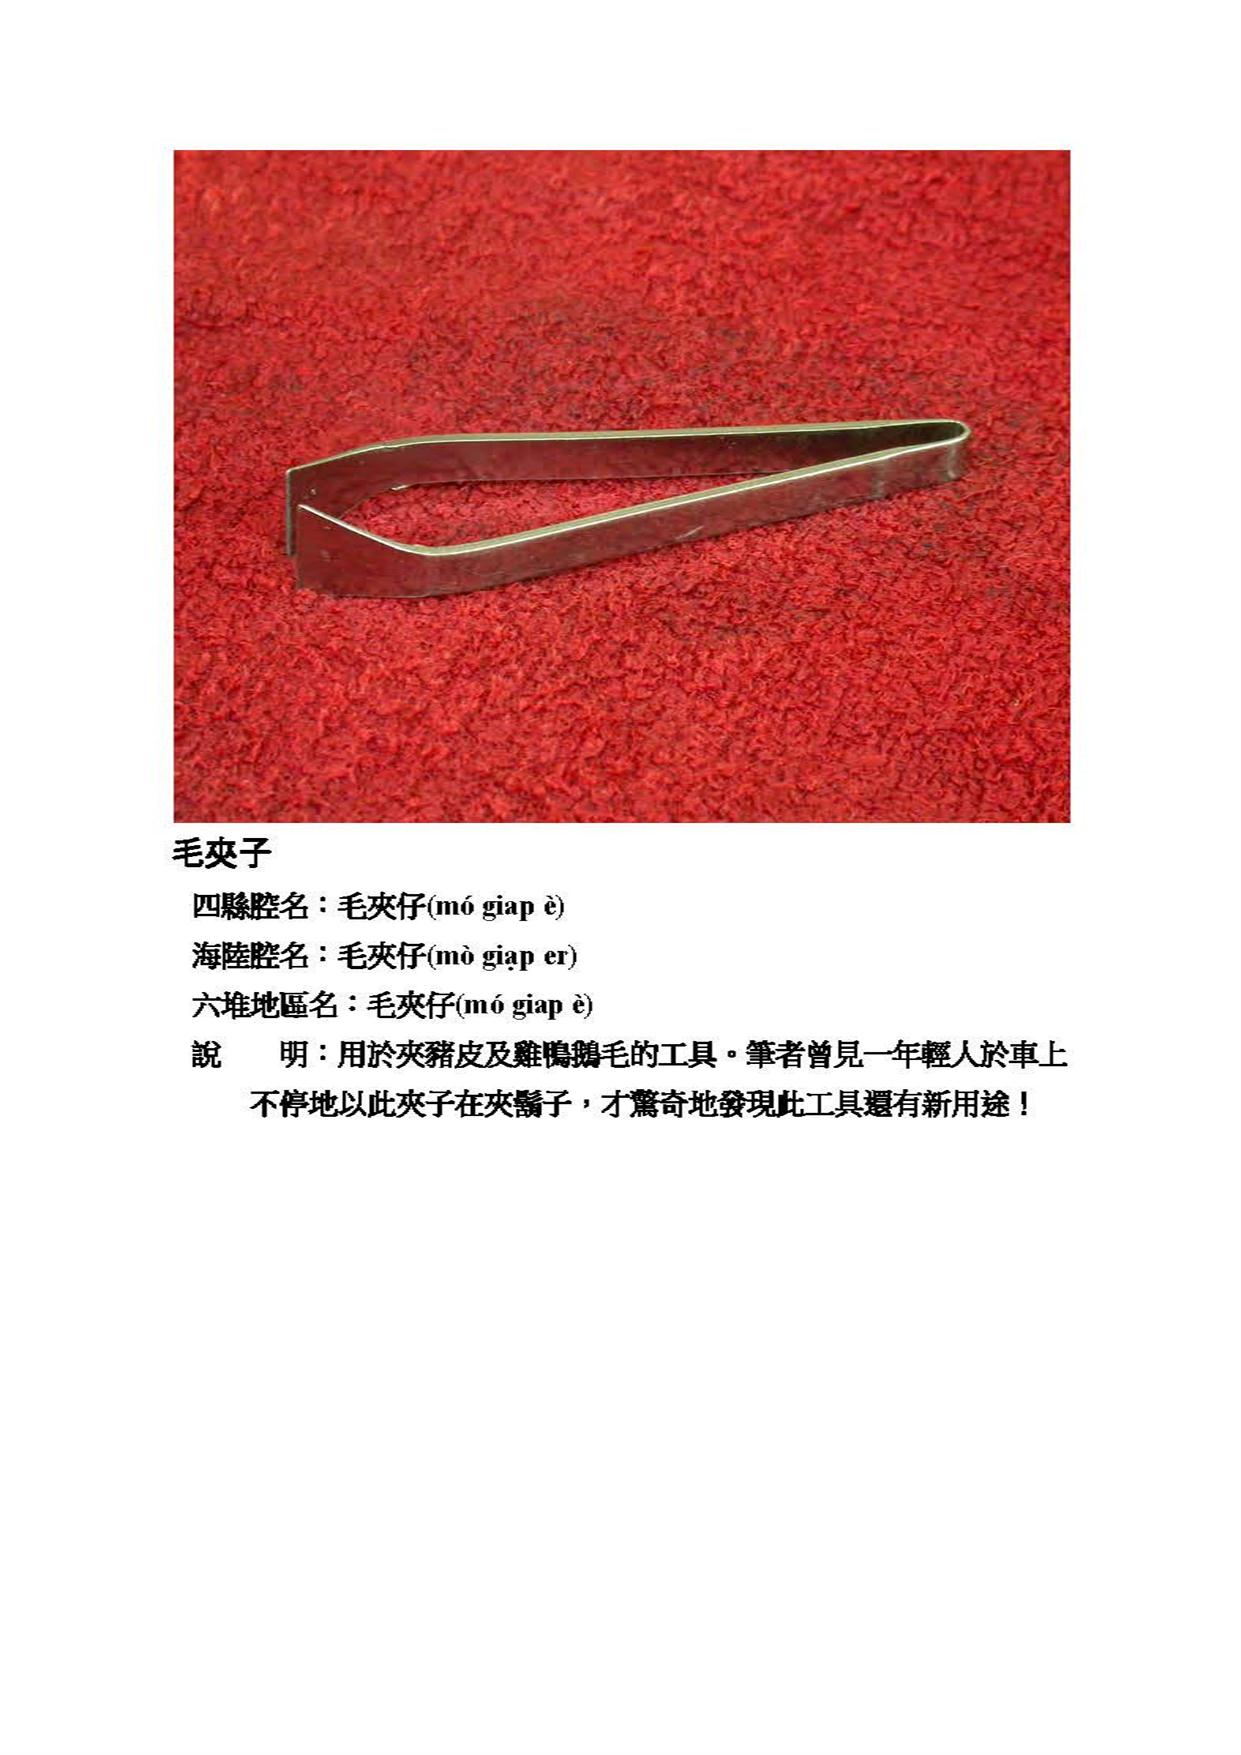 毛夾子
四縣腔名：毛夾仔(mó giap è)
海陸腔名：毛夾仔(mò giạp er)
六堆地區名：毛夾仔(mó giap è)
說　　明：用於夾豬皮及雞鴨鵝毛的工具。筆者曾見一年輕人於車上
不停地以此夾子在夾鬍子，才驚奇地發現此工具還有新用途！